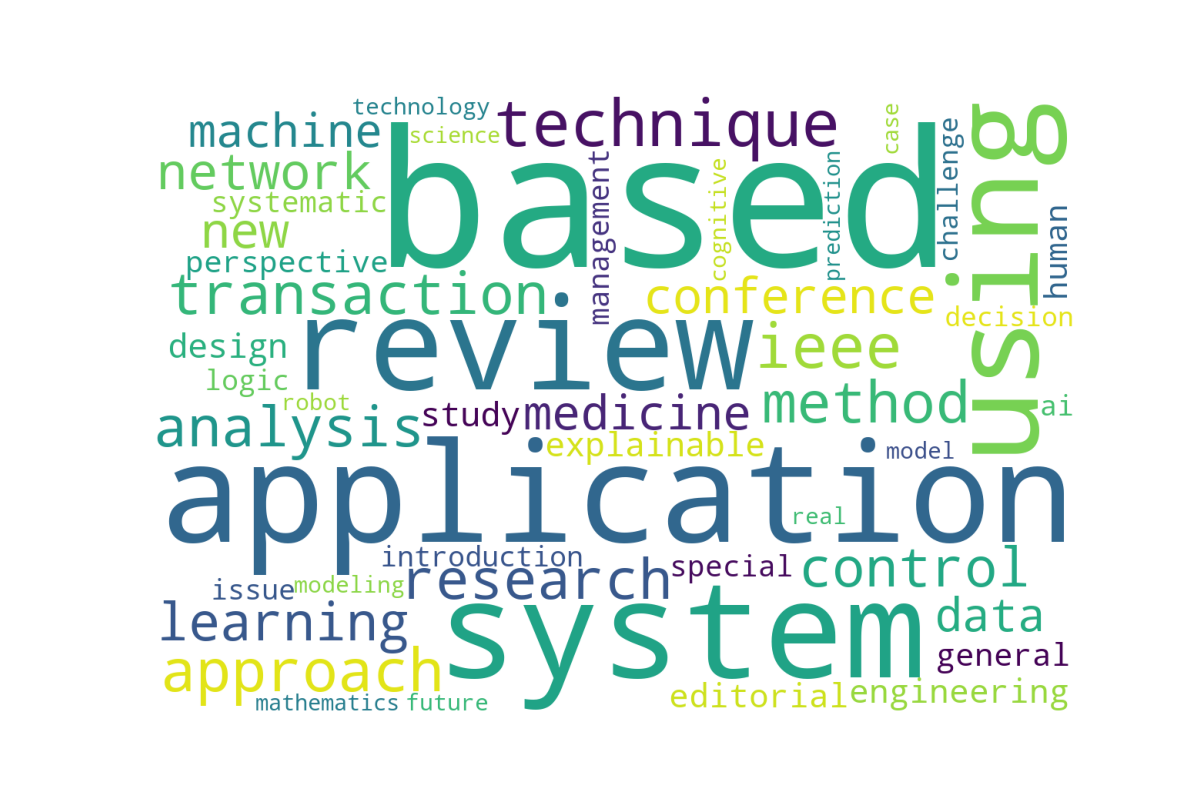 technology
technique
machine
science
based
case
using
challenge
network
management
cognitive
prediction
systematic
new
human
perspective
transaction
conference
decision
review
ieee
design
logic
robot
method
ai
study
medicine
analysis
explainable
model
application
real
introduction
research
special
control
issue
modeling
system
learning
data
general
approach
editorial
engineering
mathematics
future